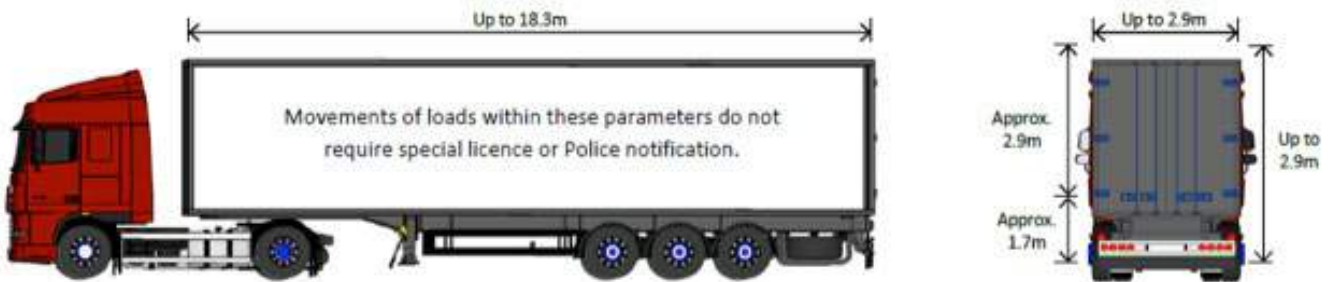 Up to 18.3m
Up to 2.9m
Movements of loads within these parameters do not
require special licence or Police notification.
Approx.
2.9m
Up to
2.9m
Approx.
1.7m